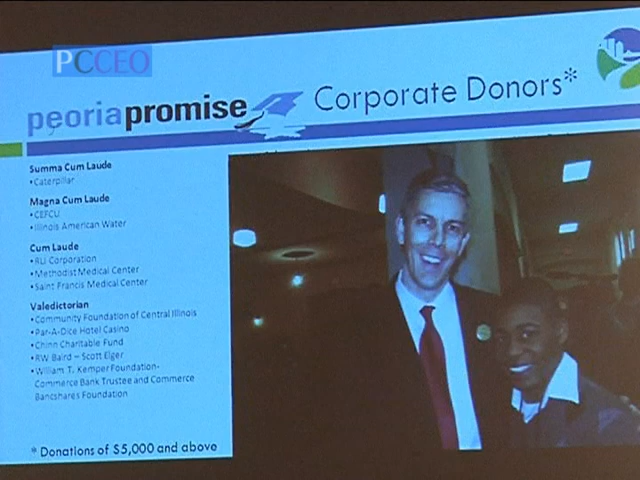 PCCEO
peoriapromise
Corporate Donors*
Summa Cum Laude
•Caterpillar
Magna Cum Laude
•CEFCU
•Illinois American Water
Cum Laude
•RLI Corporation
•Methodist Medical Center
•Saint Francis Medical Center
Valedictorian
•Community Foundation of Central Illinois
•Par-A-Dice Hotel Casino
•Chinn Charitable Fund
•RW Baird – Scott Elger
•William T. Kemper Foundation-
Commerce Bank Trustee and Commerce
Bancshares Foundation
* Donations of $5,000 and above